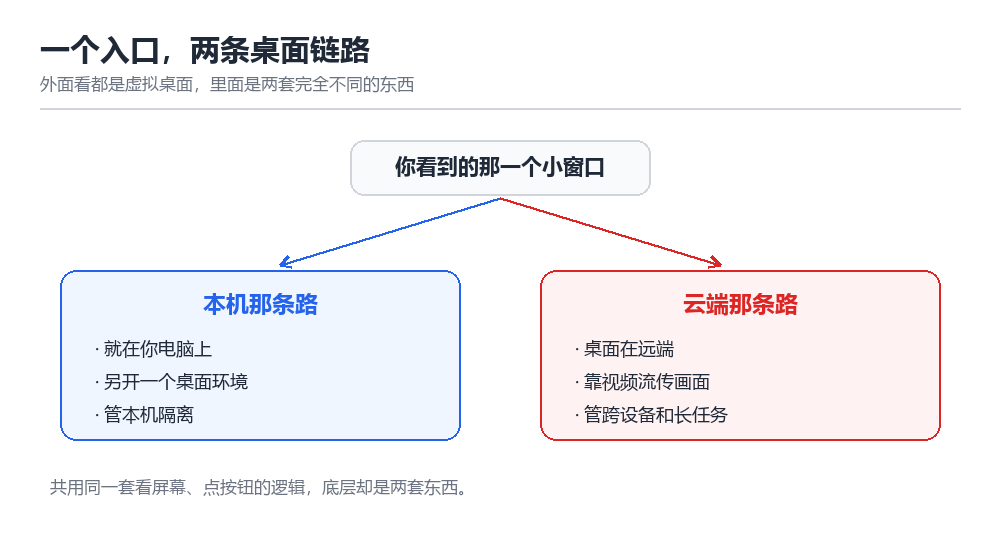 一个入口，两条桌面链路
外面看都是虚拟桌面，里面是两套完全不同的东西
你看到的那一个小窗口
本机那条路
· 就在你电脑上
· 另开一个桌面环境
· 管本机隔离
云端那条路
· 桌面在远端
· 靠视频流传画面
· 管跨设备和长任务
共用同一套看屏幕、点按钮的逻辑，底层却是两套东西。